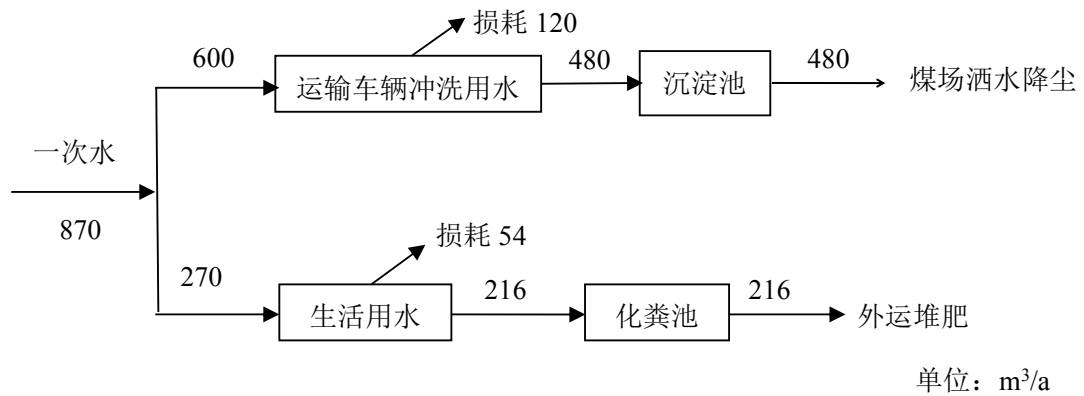 损耗 120
600
运输车辆冲洗用水
480
沉淀池
480
煤场洒水降尘
一次水
870
损耗 54
270
生活用水
216
化粪池
216
外运堆肥
单位：m³/a